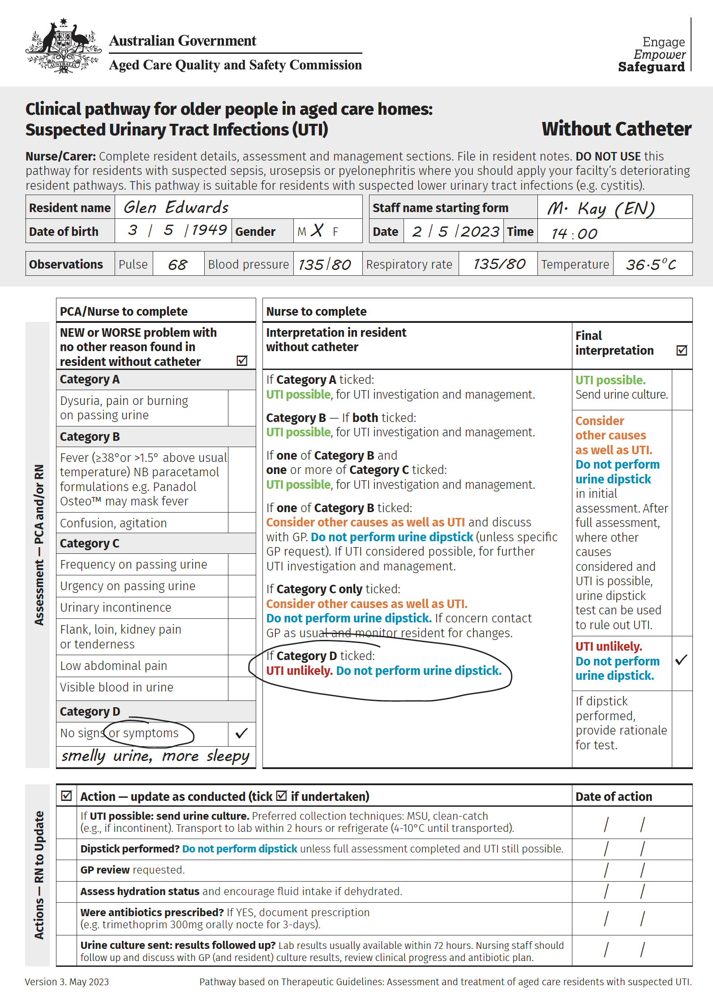 Australian Government
Aged Care Quality and Safety Commission
AUSTRALIA
Engage
Empower
Safeguard
Clinical pathway for older people in aged care homes:
Suspected Urinary Tract Infections (UTI)
Without Catheter
Nurse/Carer: Complete resident details, assessment and management sections. File in resident notes. DO NOT USE this
pathway for residents with suspected sepsis, urosepsis or pyelonephritis where you should apply your facilty's deteriorating
resident pathways. This pathway is suitable for residents with suspected lower urinary tract infections (e.g. cystitis).
Resident name Glen Edwards
Staff name starting form M. Kay (EN)
Date of birth 3 / 5 / 1949 Gender M X F
Date 2 / 5 / 2023 Time 14 : 00
Observations Pulse 68 Blood pressure 135/80 Respiratory rate 135/80 Temperature 36.5°C
Assessment — PCA and/or RN
PCA/Nurse to complete
NEW or WORSE problem with
no other reason found in
resident without catheter ☑
Category A
Dysuria, pain or burning
on passing urine
Category B
Fever (≥38°or >1.5° above usual
temperature) NB paracetamol
formulations e.g. Panadol
Osteo™ may mask fever
Confusion, agitation
Category C
Frequency on passing urine
Urgency on passing urine
Urinary incontinence
Flank, loin, kidney pain
or tenderness
Low abdominal pain
Visible blood in urine
Category D
No signs or symptoms ✓
smelly urine, more sleepy
Nurse to complete
Interpretation in resident
without catheter
If Category A ticked:
UTI possible, for UTI investigation and management.
Category B — If both ticked:
UTI possible, for UTI investigation and management.
If one of Category B and
one or more of Category C ticked:
UTI possible, for UTI investigation and management.
If one of Category B ticked:
Consider other causes as well as UTI and discuss
with GP. Do not perform urine dipstick (unless specific
GP request). If UTI considered possible, for further
UTI investigation and management.
If Category C only ticked:
Consider other causes as well as UTI.
Do not perform urine dipstick. If concern contact
GP as usual and monitor resident for changes.
If Category D ticked:
UTI unlikely. Do not perform urine dipstick.
Final
interpretation ☑
UTI possible.
Send urine culture.
Consider
other causes
as well as UTI.
Do not perform
urine dipstick
in initial
assessment. After
full assessment,
where other
causes
considered and
UTI is possible,
urine dipstick
test can be used
to rule out UTI.
UTI unlikely.
Do not perform
urine dipstick. ✓
If dipstick
performed,
provide rationale
for test.
Actions — RN to Update
☑ Action — update as conducted (tick ☑ if undertaken) Date of action
If UTI possible: send urine culture. Preferred collection techniques: MSU, clean-catch
(e.g., if incontinent). Transport to lab within 2 hours or refrigerate (4-10°C until transported).
/ /
Dipstick performed? Do not perform dipstick unless full assessment completed and UTI still possible. / /
GP review requested. / /
Assess hydration status and encourage fluid intake if dehydrated. / /
Were antibiotics prescribed? If YES, document prescription
(e.g. trimethoprim 300mg orally nocte for 3-days).
/ /
Urine culture sent: results followed up? Lab results usually available within 72 hours. Nursing staff should
follow up and discuss with GP (and resident) culture results, review clinical progress and antibiotic plan.
/ /
Version 3. May 2023
Pathway based on Therapeutic Guidelines: Assessment and treatment of aged care residents with suspected UTI.